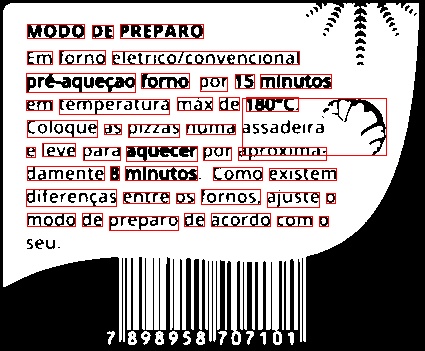 MODO DE PREPARO
Em forno elétrico/convencional
pré-aqueçao forno por 15 minutos
em temperatura máx de 180°C.
Coloque as pizzas numa assadeira
e leve para aquecer por aproxima-
damente 8 minutos. Como existem
diferenças entre os fornos, ajuste o
modo de preparo de acordo com o
seu.
7 898958 707101